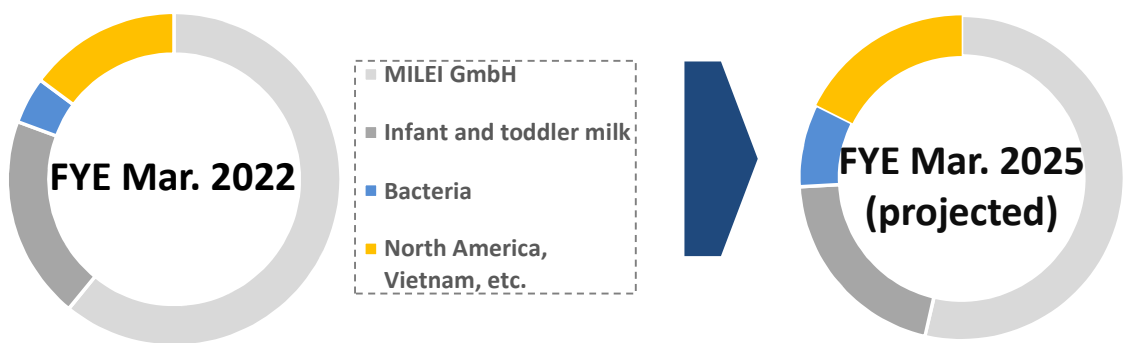 FYE Mar. 2022
MILEI GmbH
Infant and toddler milk
Bacteria
North America,
Vietnam, etc.
FYE Mar. 2025
(projected)